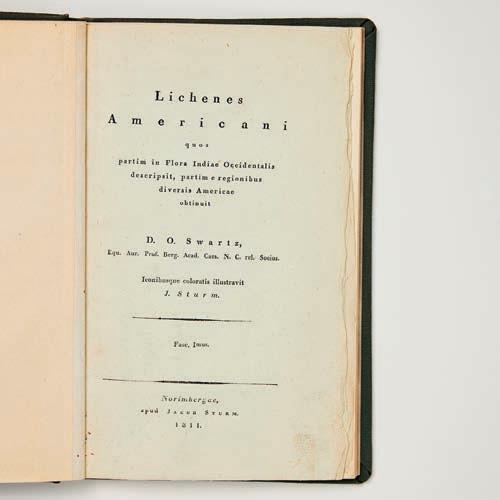 Lichenes
Americani
quos
partim in Flora Indiae Occidentalis
descripsit, partim e regionibus
diversis Americae
obtinuit
D. O. Swartz,
Equ. Aur. Prof. Berg. Acad. Caes. N. C. rel. Socius.
Iconibusque coloratis illustravit
J. Sturm.
Fasc. Imus.
Norimbergae,
apud Jacob Sturm.
1811.